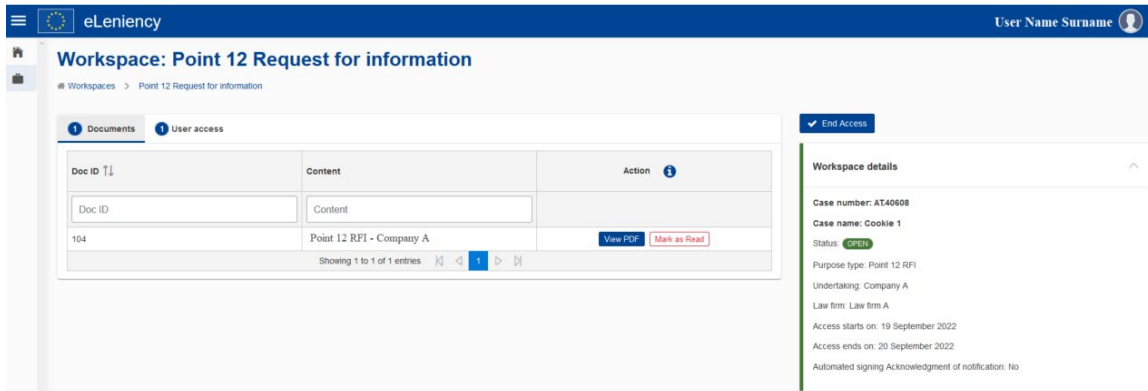 eLeniency
User Name Surname
Workspace: Point 12 Request for information
Workspaces > Point 12 Request for information
1 Documents
1 User access
Doc ID
Content
Action
Doc ID
Content
104
Point 12 RFI - Company A
View PDF
Mark as Read
Showing 1 to 1 of 1 entries
1
End Access
Workspace details
Case number: AT.40608
Case name: Cookie 1
Status: OPEN
Purpose type: Point 12 RFI
Undertaking: Company A
Law firm: Law firm A
Access starts on: 19 September 2022
Access ends on: 20 September 2022
Automated signing Acknowledgment of notification: No